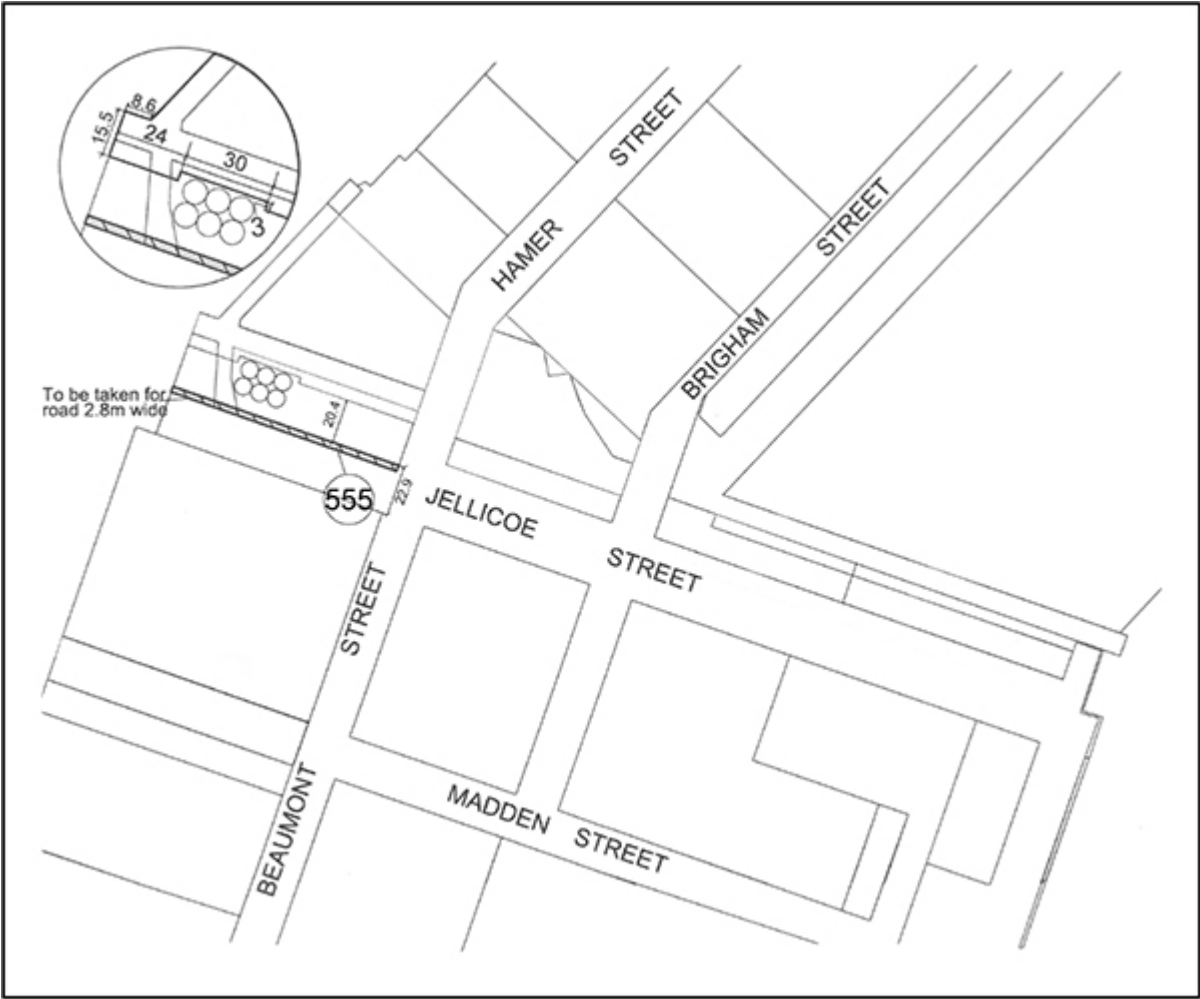 8.6
15.5
24
30
3
HAMER STREET
BRIGHAM STREET
To be taken for
road 2.8m wide
20.4
22.9
555
JELLICOE STREET
BEAUMONT STREET
MADDEN STREET